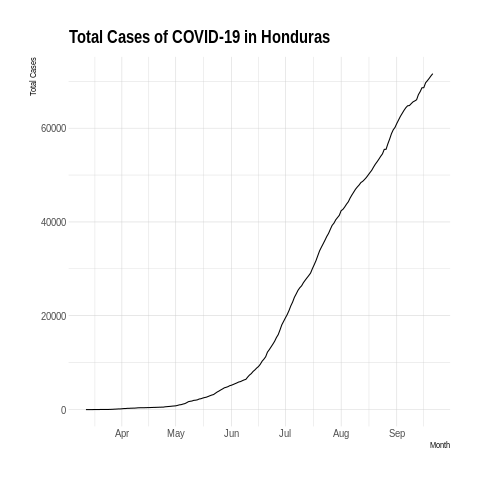 Total Cases of COVID-19 in Honduras
Total Cases
60000
40000
20000
0
Apr May Jun Jul Aug Sep
Month